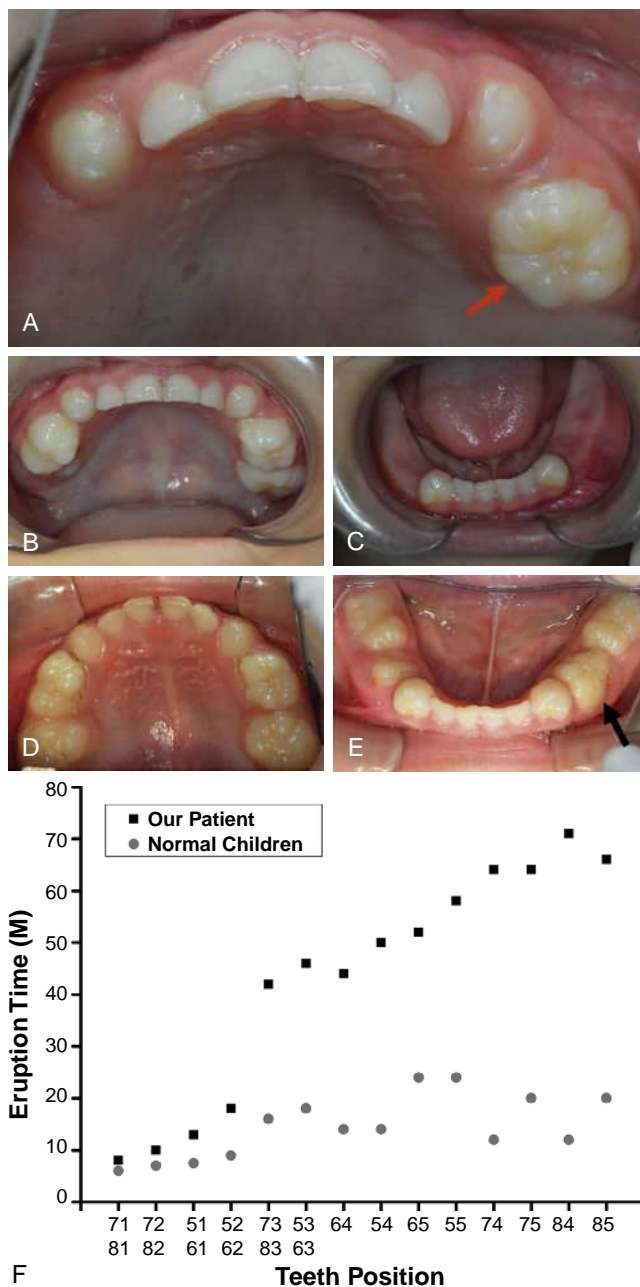 A
B
C
D
E
80
Our Patient
Normal Children
70
60
50
40
30
20
10
0
Eruption Time (M)
71 72 51 52 73 53 64 54 65 55 74 75 84 85
81 82 61 62 83 63
F
Teeth Position